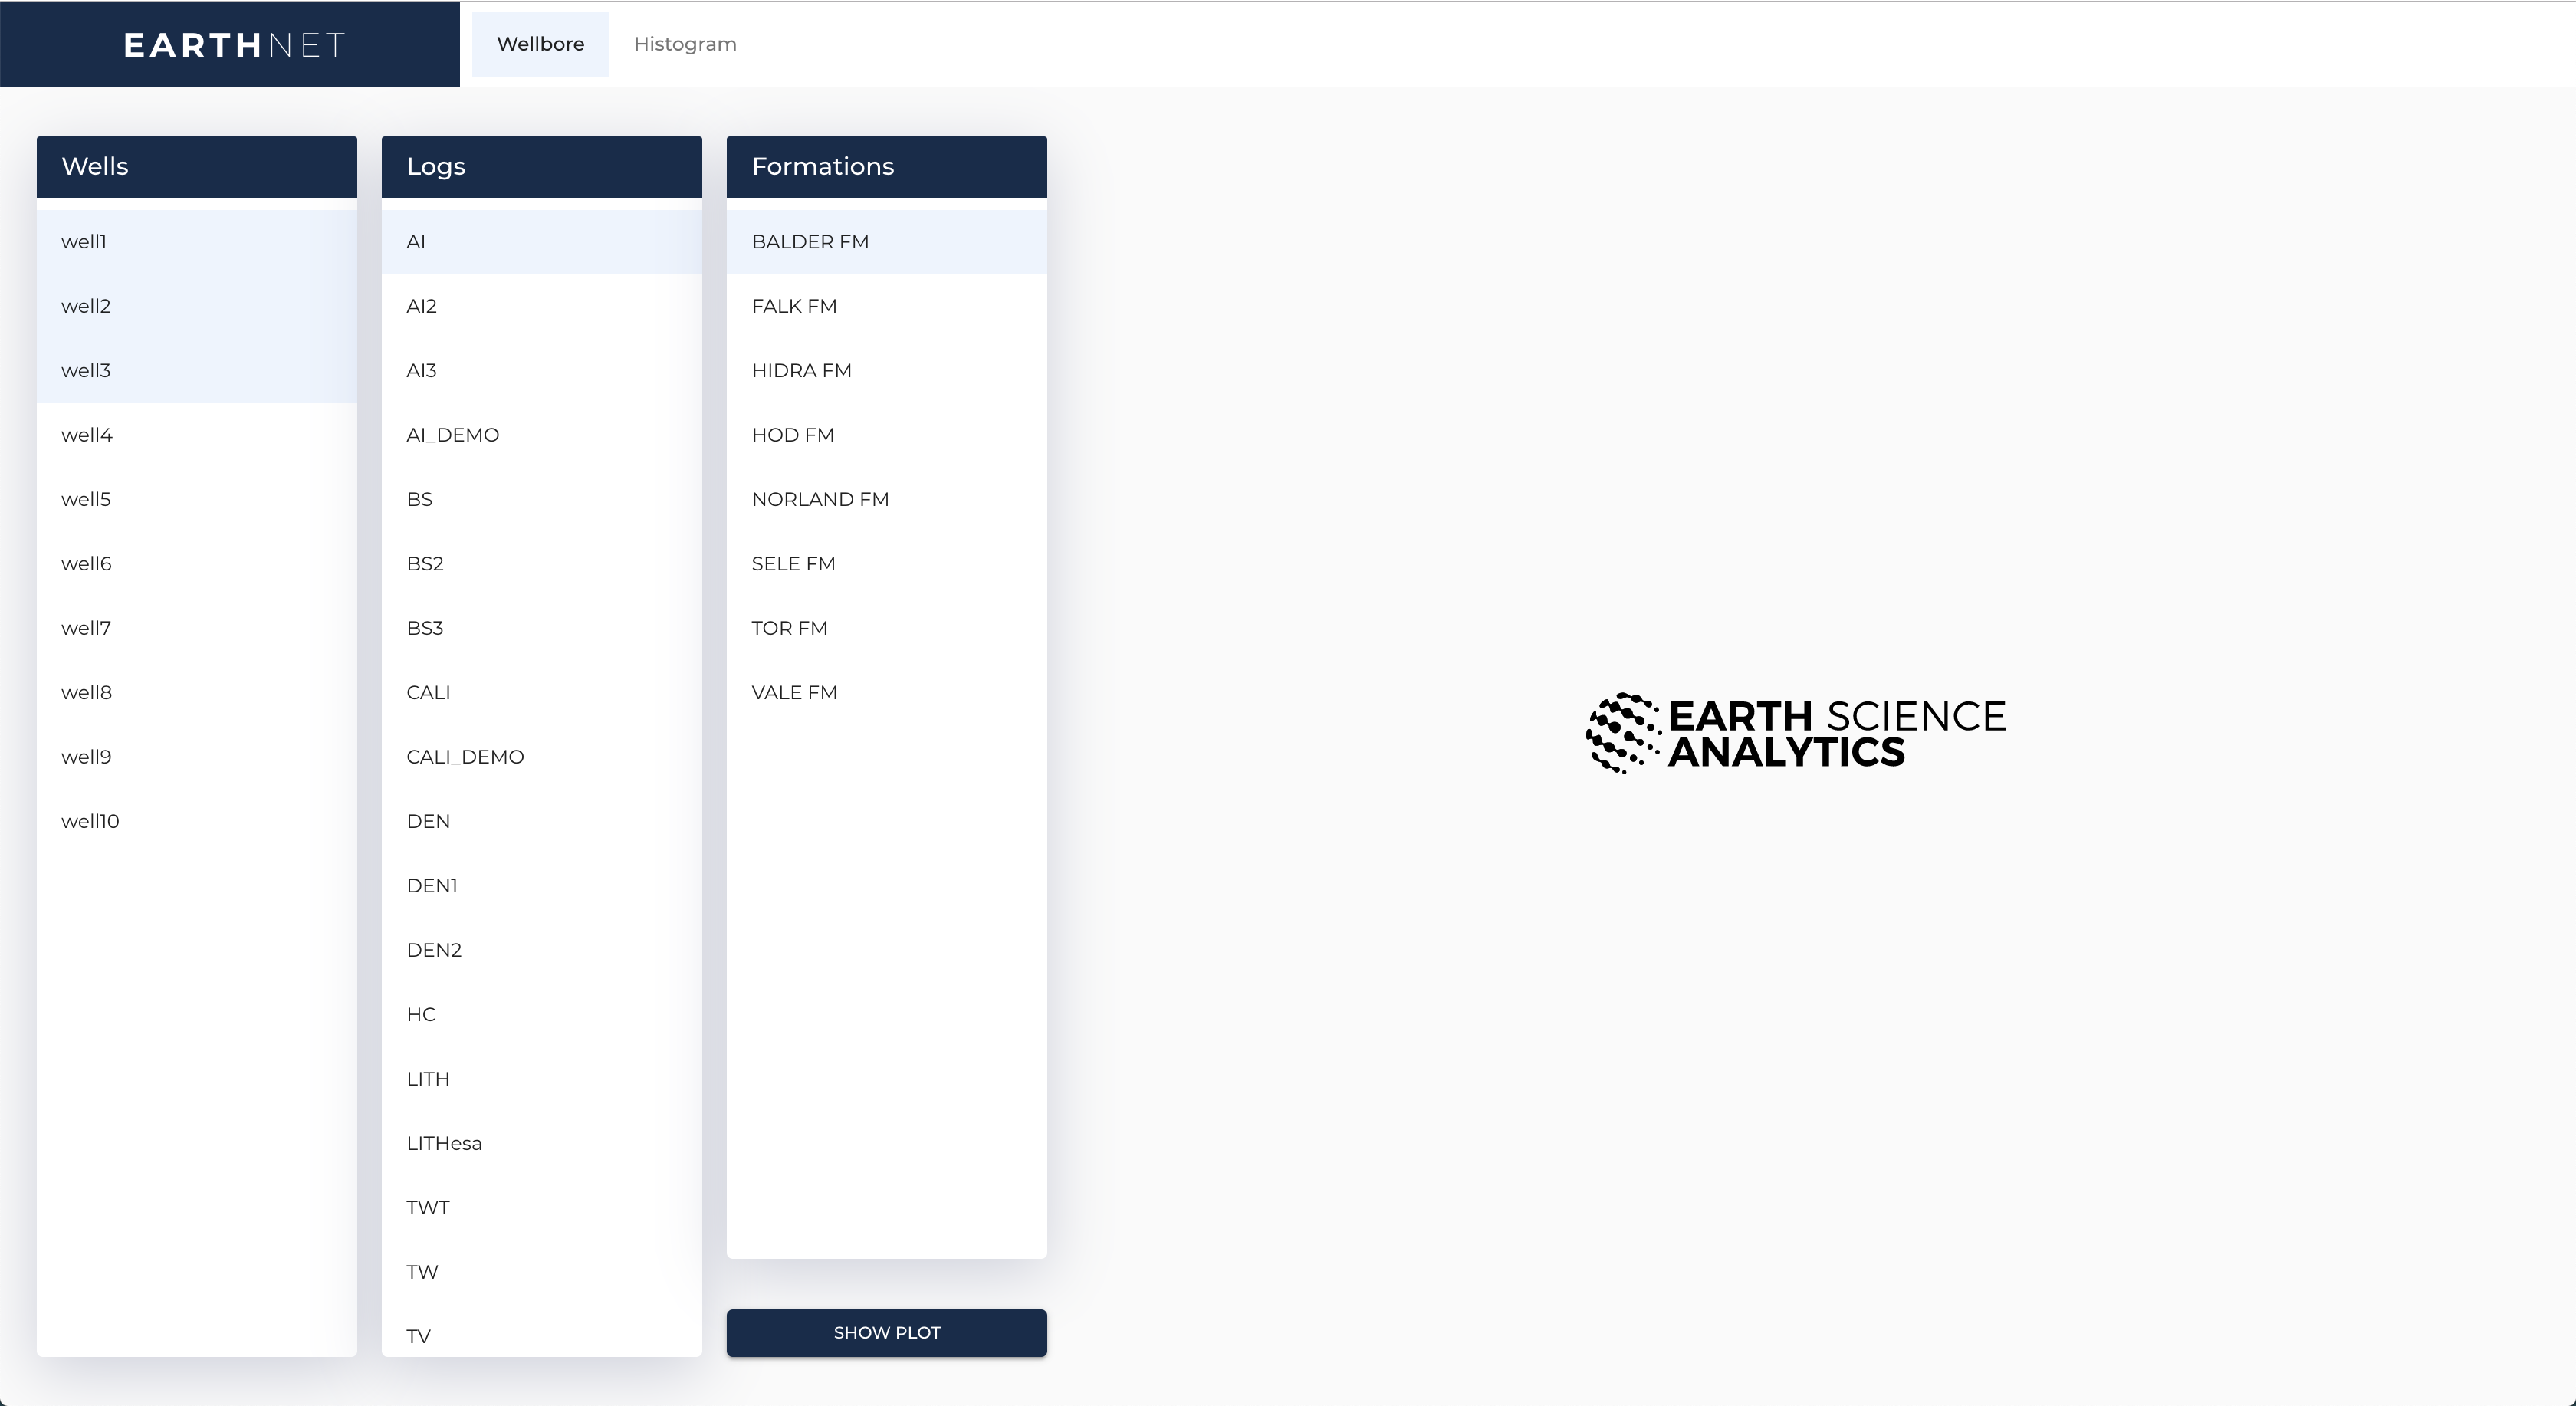 EARTHNET
Wellbore
Histogram
Wells
well1
well2
well3
well4
well5
well6
well7
well8
well9
well10
Logs
AI
AI2
AI3
AI_DEMO
BS
BS2
BS3
CALI
CALI_DEMO
DEN
DEN1
DEN2
HC
LITH
LITHesa
TWT
TW
TV
Formations
BALDER FM
FALK FM
HIDRA FM
HOD FM
NORLAND FM
SELE FM
TOR FM
VALE FM
SHOW PLOT
EARTH SCIENCE
ANALYTICS